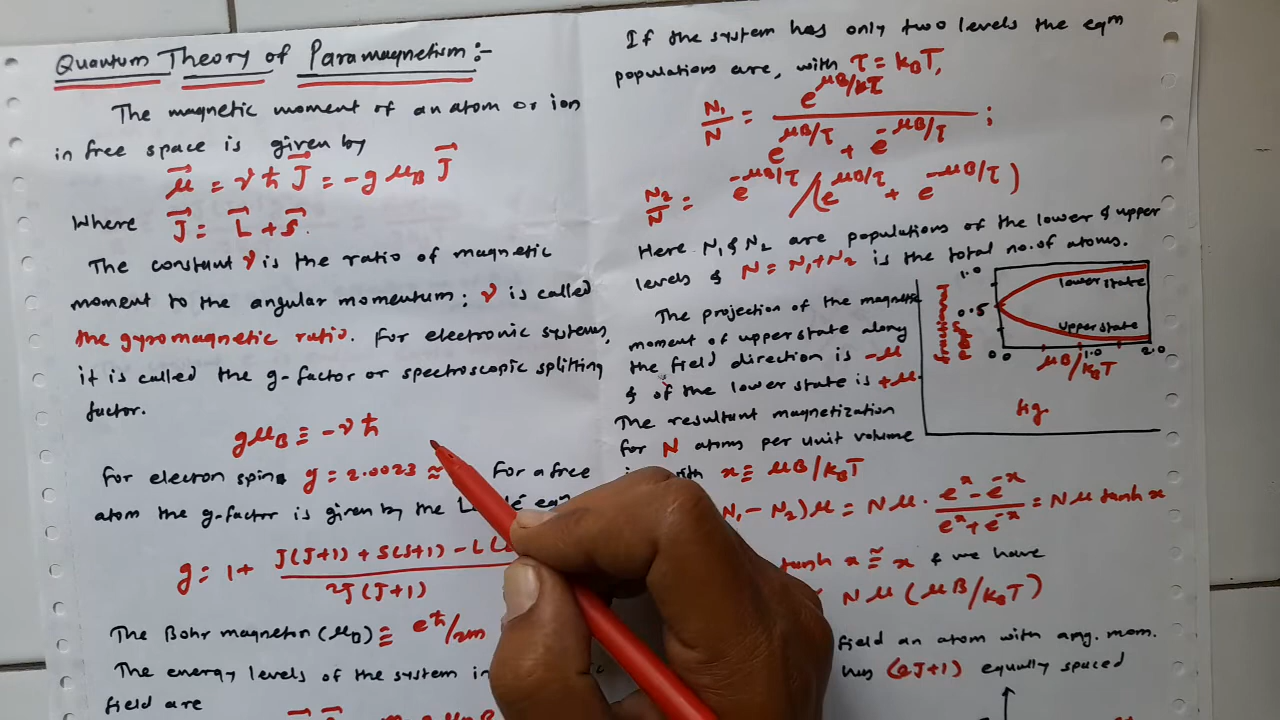 Quantum Theory of Paramagnetism :-
The magnetic moment of an atom or ion
in free space is given by
μ⃗ = γ ħ J⃗ = -g μ_B J⃗
Where J⃗ = L⃗ + S⃗.
The constant γ is the ratio of magnetic
moment to the angular momentum; γ is called
the gyromagnetic ratio. For electronic systems,
it is called the g-factor or spectroscopic splitting
factor.
gμ_B ≡ -γ ħ
For electron spin g = 2.0023 ≈ For a free
atom the g-factor is given by the
g = 1 + J(J+1) + S(S+1) - L( / 2J(J+1)
The Bohr magneton (μ_B) ≅ eħ/2m
The energy levels of the system in
field are
If the system has only two levels the eqm
populations are, with τ = k_BT,
N₁/N = e^{μB/τ} / e^{μB/τ} + e^{-μB/τ} ;
N₂/N = e^{-μB/τ} / (e^{μB/τ} + e^{-μB/τ})
Here N₁ & N₂ are populations of the lower & upper
levels & N = N₁+N₂ is the total no. of atoms.
The projection of the magnetic
moment of upper state along
the field direction is -μ
& of the lower state is +μ.
The resultant magnetization
for N atoms per unit volume
with x ≡ μB/k_BT
N₁ - N₂)μ = Nμ · e^x - e^{-x} / e^x + e^{-x} = Nμ tanh x
tanh x ≅ x & we have
Nμ (μB/k_BT)
field an atom with ang. mom.
has (2J+1) equally spaced
1.0
0.5
0.0
lower state
upper state
1.0
2.0
μB/k_BT
fig